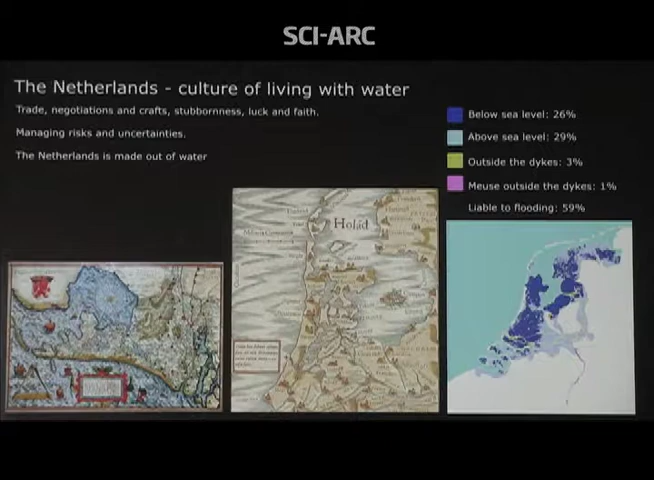 SCI-ARC
The Netherlands - culture of living with water
Trade, negotiations and crafts, stubbornness, luck and faith.
Managing risks and uncertainties.
The Netherlands is made out of water
Below sea level: 26%
Above sea level: 29%
Outside the dykes: 3%
Meuse outside the dykes: 1%
Liable to flooding: 59%
Holad